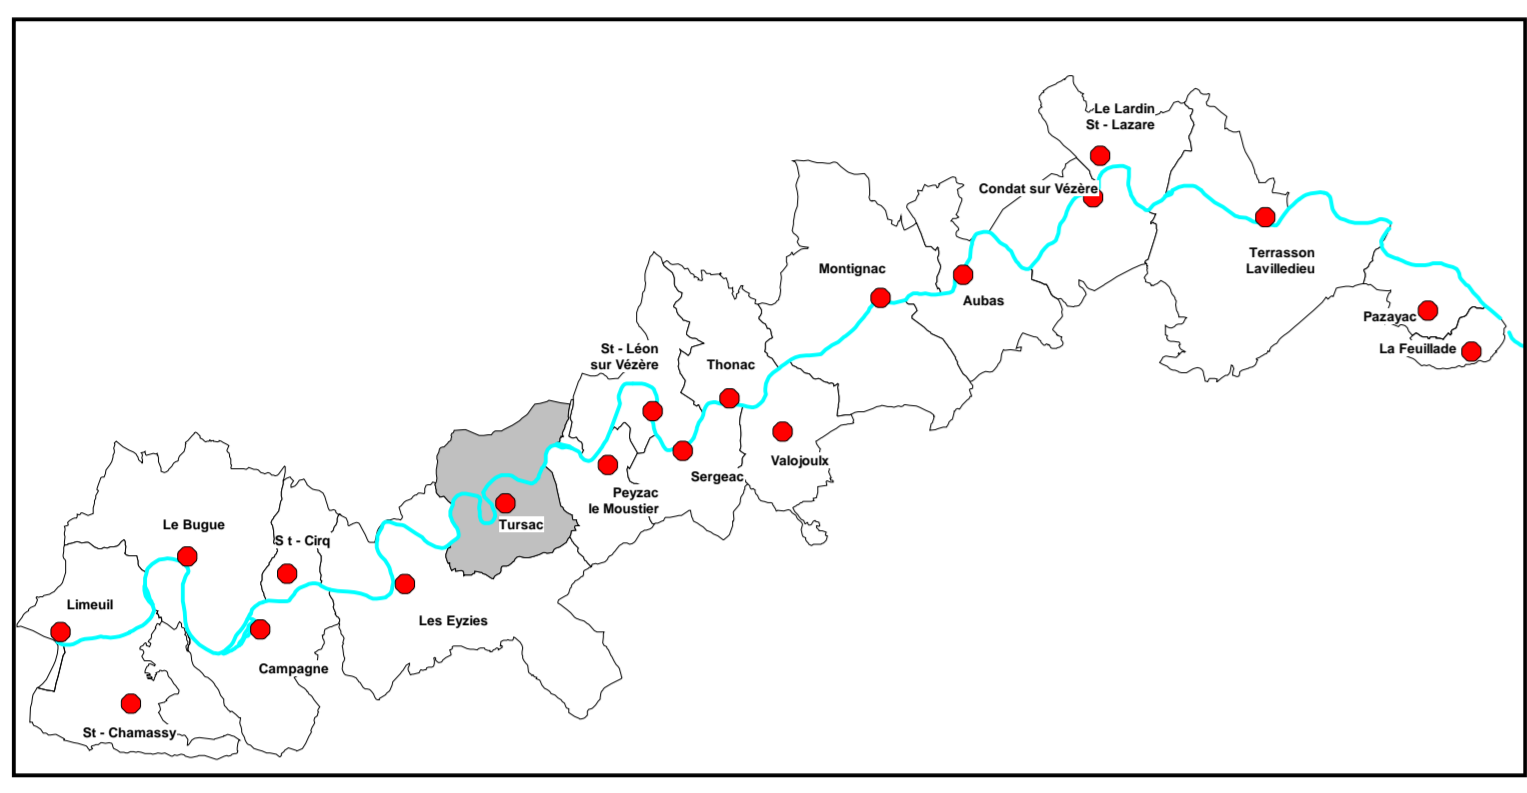 Le Lardin
St - Lazare
Condat sur Vézère
Terrasson
Lavilledieu
Montignac
Aubas
Pazayac
La Feuillade
St - Léon
sur Vézère
Thonac
Valojoulx
Sergeac
Peyzac
le Moustier
Tursac
Le Bugue
S t - Cirq
Limeuil
Les Eyzies
Campagne
St - Chamassy